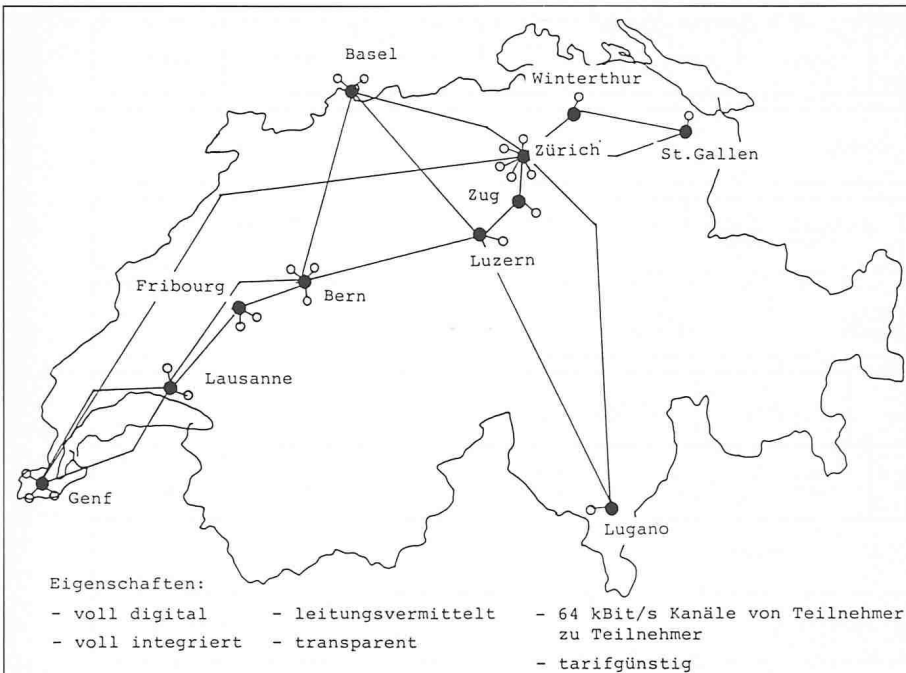 Basel
Winterthur
Zürich
St.Gallen
Zug
Luzern
Fribourg
Bern
Lausanne
Genf
Lugano
Eigenschaften:
- voll digital
- leitungsvermittelt
- 64 kBit/s Kanäle von Teilnehmer
zu Teilnehmer
- voll integriert
- transparent
- tarifgünstig